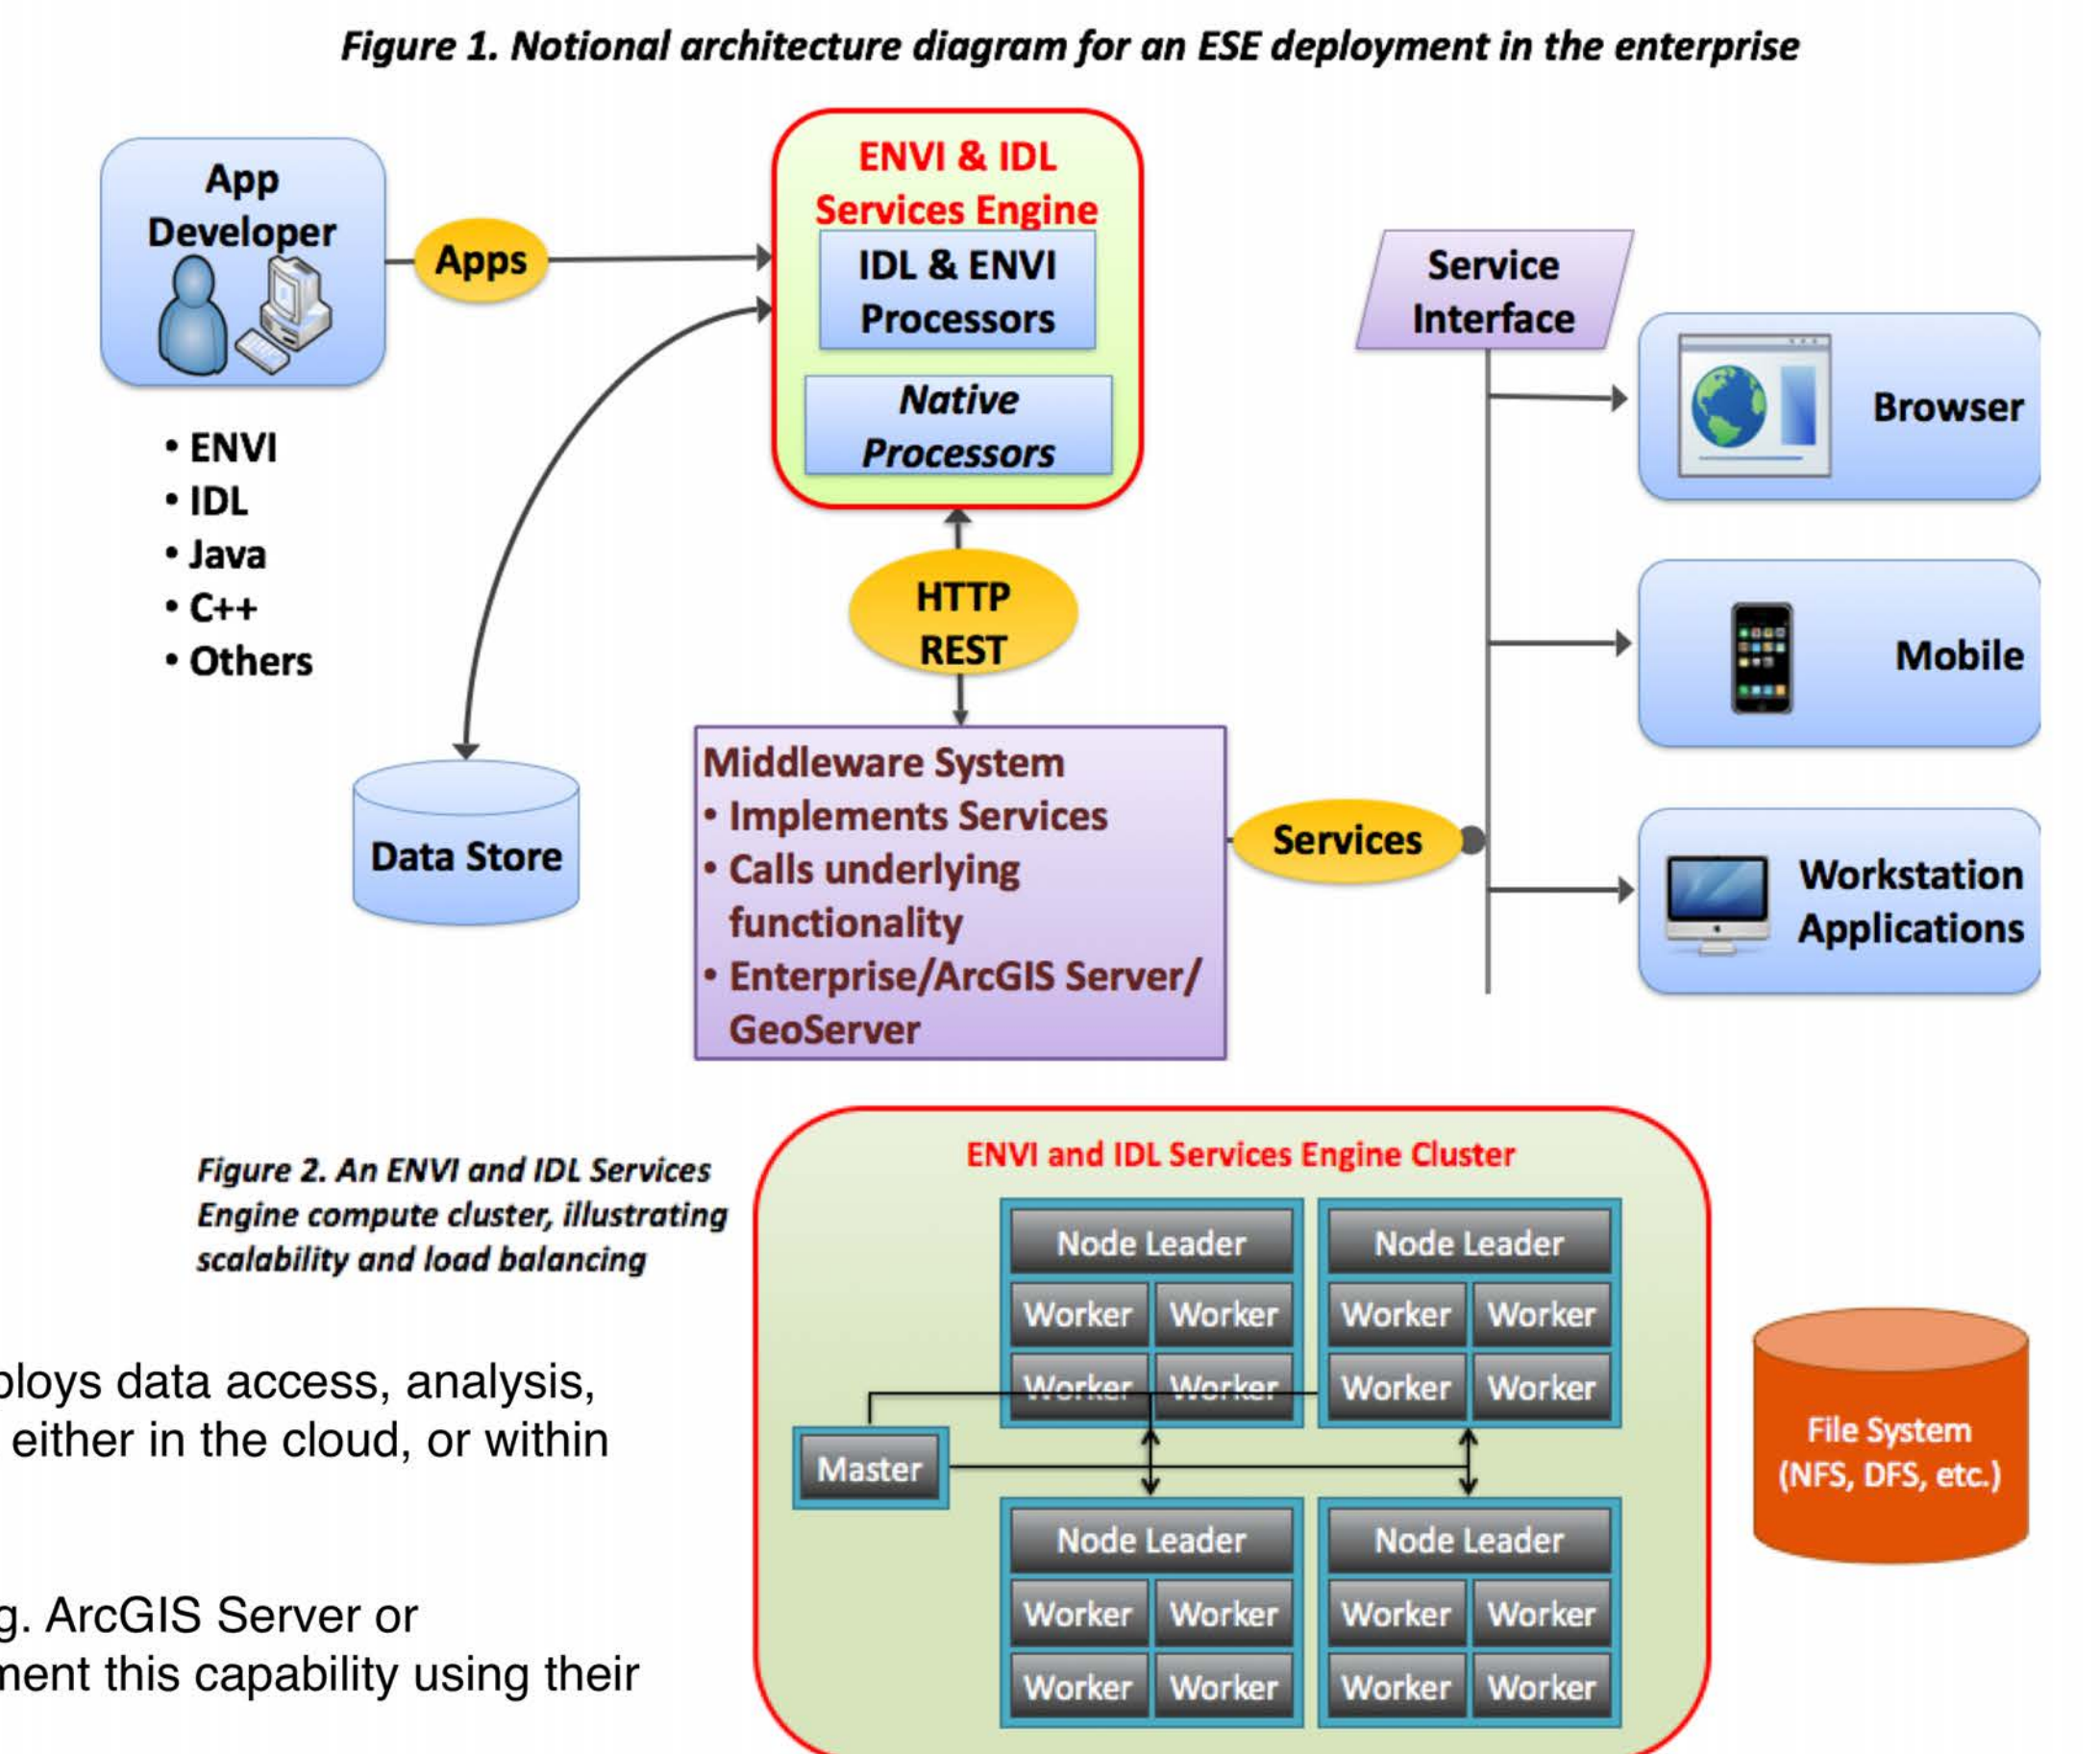 Figure 1. Notional architecture diagram for an ESE deployment in the enterprise
App
Developer
• ENVI
• IDL
• Java
• C++
• Others
Apps
ENVI & IDL
Services Engine
IDL & ENVI
Processors
Native
Processors
HTTP
REST
Data Store
Middleware System
• Implements Services
• Calls underlying
functionality
• Enterprise/ArcGIS Server/
GeoServer
Services
Service
Interface
Browser
Mobile
Workstation
Applications
Figure 2. An ENVI and IDL Services
Engine compute cluster, illustrating
scalability and load balancing
ENVI and IDL Services Engine Cluster
Node Leader
Worker Worker
Worker Worker
Node Leader
Worker Worker
Worker Worker
Master
Node Leader
Worker Worker
Worker Worker
Node Leader
Worker Worker
Worker Worker
File System
(NFS, DFS, etc.)
data access, analysis,
either in the cloud, or within
ArcGIS Server or
this capability using their